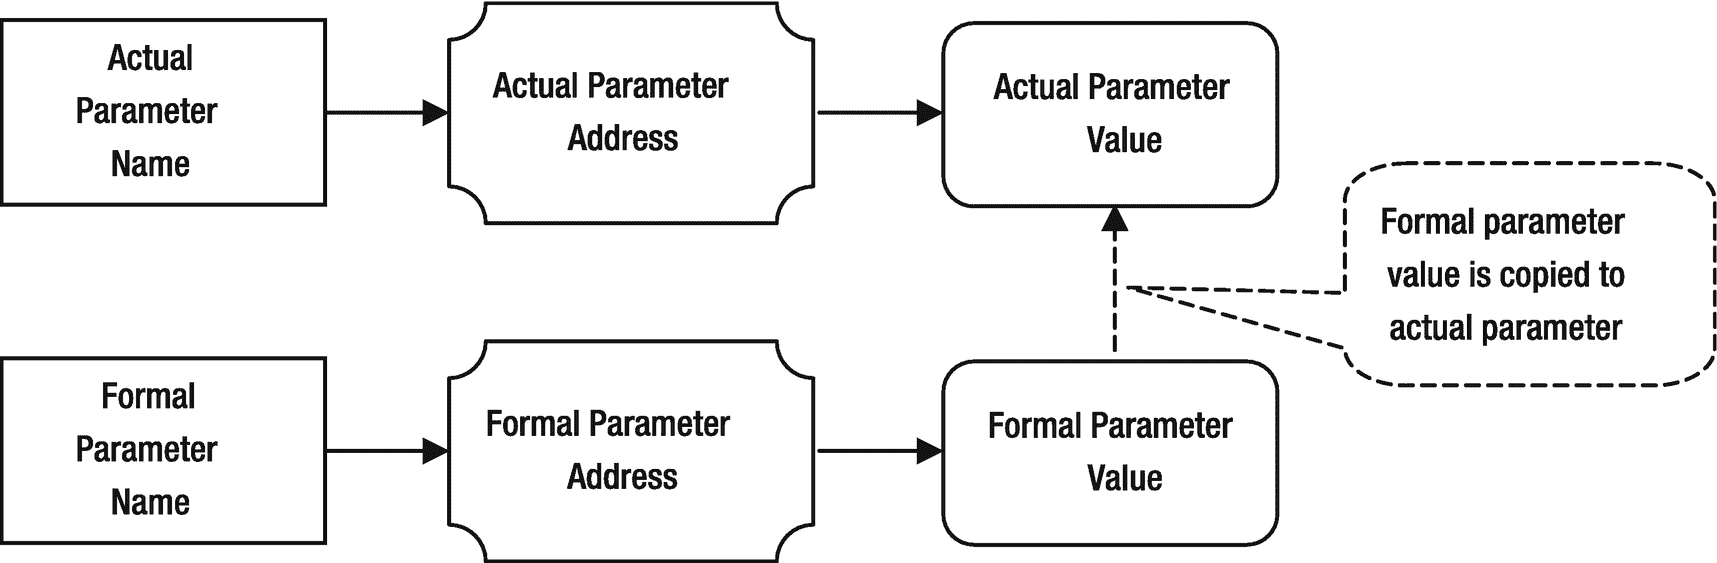 Actual
Parameter
Name
Actual Parameter
Address
Actual Parameter
Value
Formal parameter
value is copied to
actual parameter
Formal
Parameter
Name
Formal Parameter
Address
Formal Parameter
Value